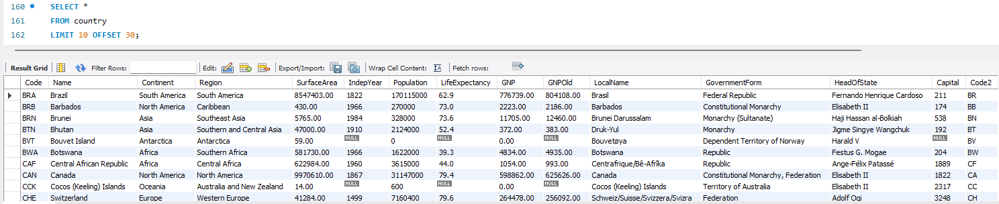 160 SELECT *
161 FROM country
162 LIMIT 10 OFFSET 30;
Result Grid Filter Rows: Edit: Export/Import: Wrap Cell Content: Fetch rows:
Code Name Continent Region SurfaceArea IndepYear Population LifeExpectancy GNP GNPOld LocalName GovernmentForm HeadOfState Capital Code2
BRA Brazil South America South America 8547403.00 1822 170115000 62.9 776739.00 804108.00 Brasil Federal Republic Fernando Henrique Cardoso 211 BR
BRB Barbados North America Caribbean 430.00 1966 270000 73.0 2223.00 2186.00 Barbados Constitutional Monarchy Elisabeth II 174 BB
BRN Brunei Asia Southeast Asia 5765.00 1984 328000 73.6 11705.00 12460.00 Brunei Darussalam Monarchy (Sultanate) Haji Hassan al-Bolkiah 538 BN
BTN Bhutan Asia Southern and Central Asia 47000.00 1910 2124000 52.4 372.00 383.00 Druk-Yul Monarchy Jigme Singye Wangchuk 192 BT
BVT Bouvet Island Antarctica Antarctica 59.00 NULL 0 NULL 0.00 NULL Bouvetøya Dependent Territory of Norway Harald V NULL BV
BWA Botswana Africa Southern Africa 581730.00 1966 1622000 39.3 4834.00 4935.00 Botswana Republic Festus G. Mogae 204 BW
CAF Central African Republic Africa Central Africa 622984.00 1960 3615000 44.0 1054.00 993.00 Centrafrique/Bê-Afrîka Republic Ange-Félix Patassé 1889 CF
CAN Canada North America North America 9970610.00 1867 31147000 79.4 598862.00 625626.00 Canada Constitutional Monarchy, Federation Elisabeth II 1822 CA
CCK Cocos (Keeling) Islands Oceania Australia and New Zealand 14.00 NULL 600 NULL 0.00 NULL Cocos (Keeling) Islands Territory of Australia Elisabeth II 2317 CC
CHE Switzerland Europe Western Europe 41284.00 1499 7160400 79.6 264478.00 256092.00 Schweiz/Suisse/Svizzera/Svizra Federation Adolf Ogi 3248 CH